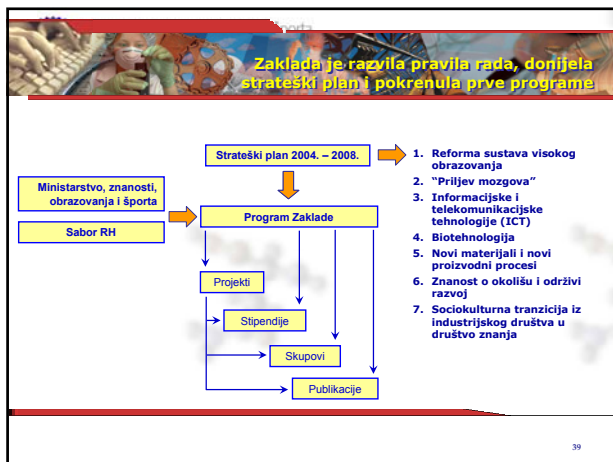 Zaklada je razvila pravila rada, donijela
strateški plan i pokrenula prve programe
Strateški plan 2004. – 2008.
Ministarstvo, znanosti,
obrazovanja i športa
Sabor RH
Program Zaklade
Projekti
Stipendije
Skupovi
Publikacije
1. Reforma sustava visokog
obrazovanja
2. “Priljev mozgova”
3. Informacijske i
telekomunikacijske
tehnologije (ICT)
4. Biotehnologija
5. Novi materijali i novi
proizvodni procesi
6. Znanost o okolišu i održivi
razvoj
7. Sociokulturna tranzicija iz
industrijskog društva u
društvo znanja
39